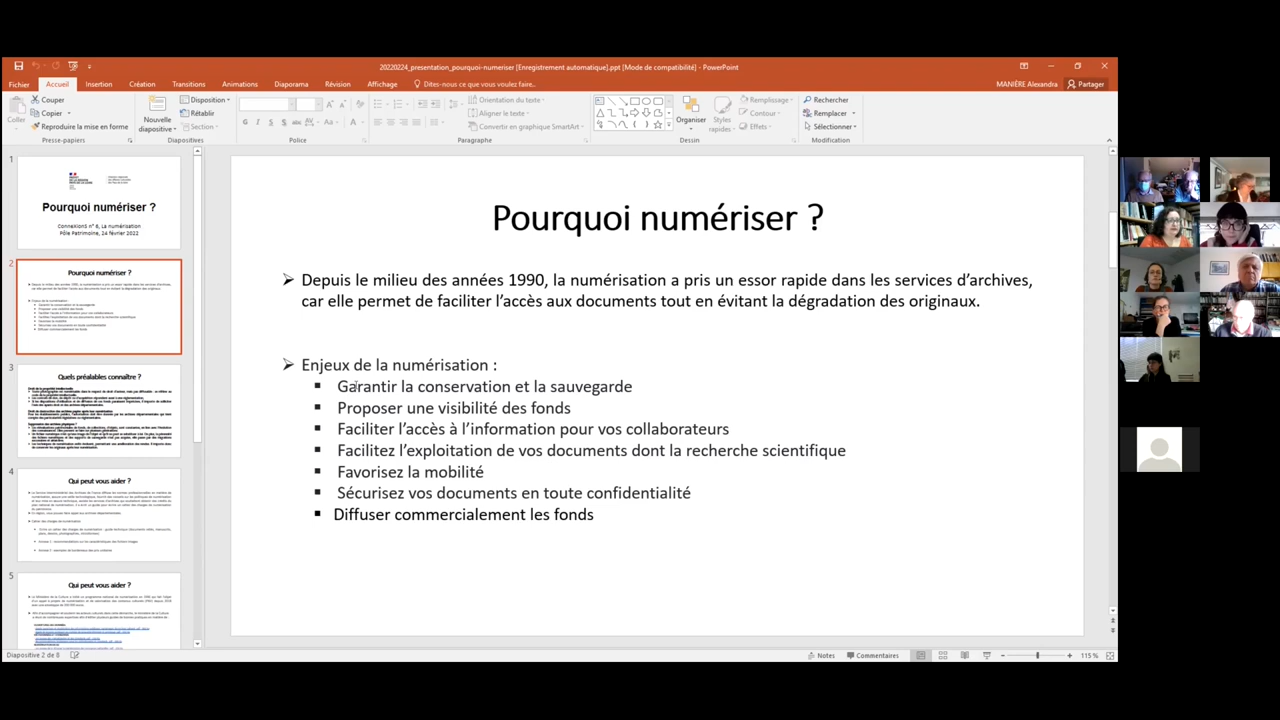 20220224_presentation_pourquoi-numeriser [Enregistrement automatique].ppt [Mode de compatibilité] - PowerPoint
Fichier Accueil Insertion Création Transitions Animations Diaporama Révision Affichage Dites-nous ce que vous voulez faire.. MANIÈRE Alexandra Partager
Coller
Couper
Copier
Reproduire la mise en forme
Presse-papiers
Nouvelle diapositive
Disposition
Rétablir
Section
Diapositives
Police
Orientation du texte
Aligner le texte
Convertir en graphique SmartArt
Paragraphe
Organiser
Styles rapides
Remplissage
Contour
Effets
Dessin
Rechercher
Remplacer
Sélectionner
Modification
1
Pourquoi numériser ?
ConnexionS n° 6, La numérisation
Pôle Patrimoine, 24 février 2022
2
Pourquoi numériser ?
3
Quels préalables connaître ?
4
Qui peut vous aider ?
5
Qui peut vous aider ?
Pourquoi numériser ?
Depuis le milieu des années 1990, la numérisation a pris un essor rapide dans les services d’archives,
car elle permet de faciliter l’accès aux documents tout en évitant la dégradation des originaux.
Enjeux de la numérisation :
Garantir la conservation et la sauvegarde
Proposer une visibilité des fonds
Faciliter l’accès à l’information pour vos collaborateurs
Facilitez l’exploitation de vos documents dont la recherche scientifique
Favorisez la mobilité
Sécurisez vos documents en toute confidentialité
Diffuser commercialement les fonds
Diapositive 2 de 8 Notes Commentaires 115 %